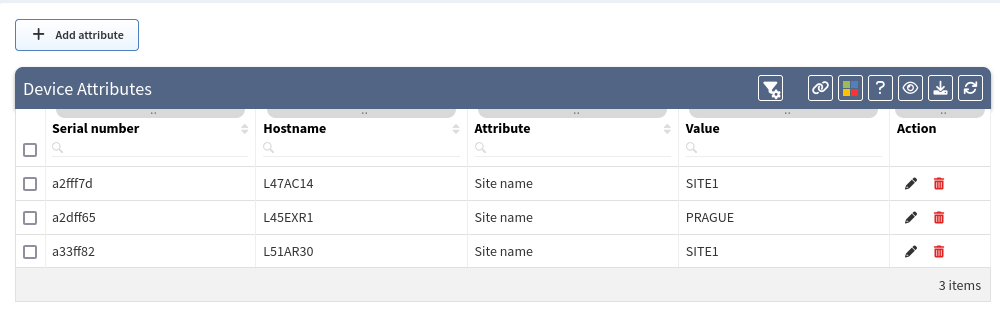 + Add attribute
Device Attributes ?
Serial number Hostname Attribute Value Action
a2fff7d L47AC14 Site name SITE1
a2dff65 L45EXR1 Site name PRAGUE
a33ff82 L51AR30 Site name SITE1
3 items